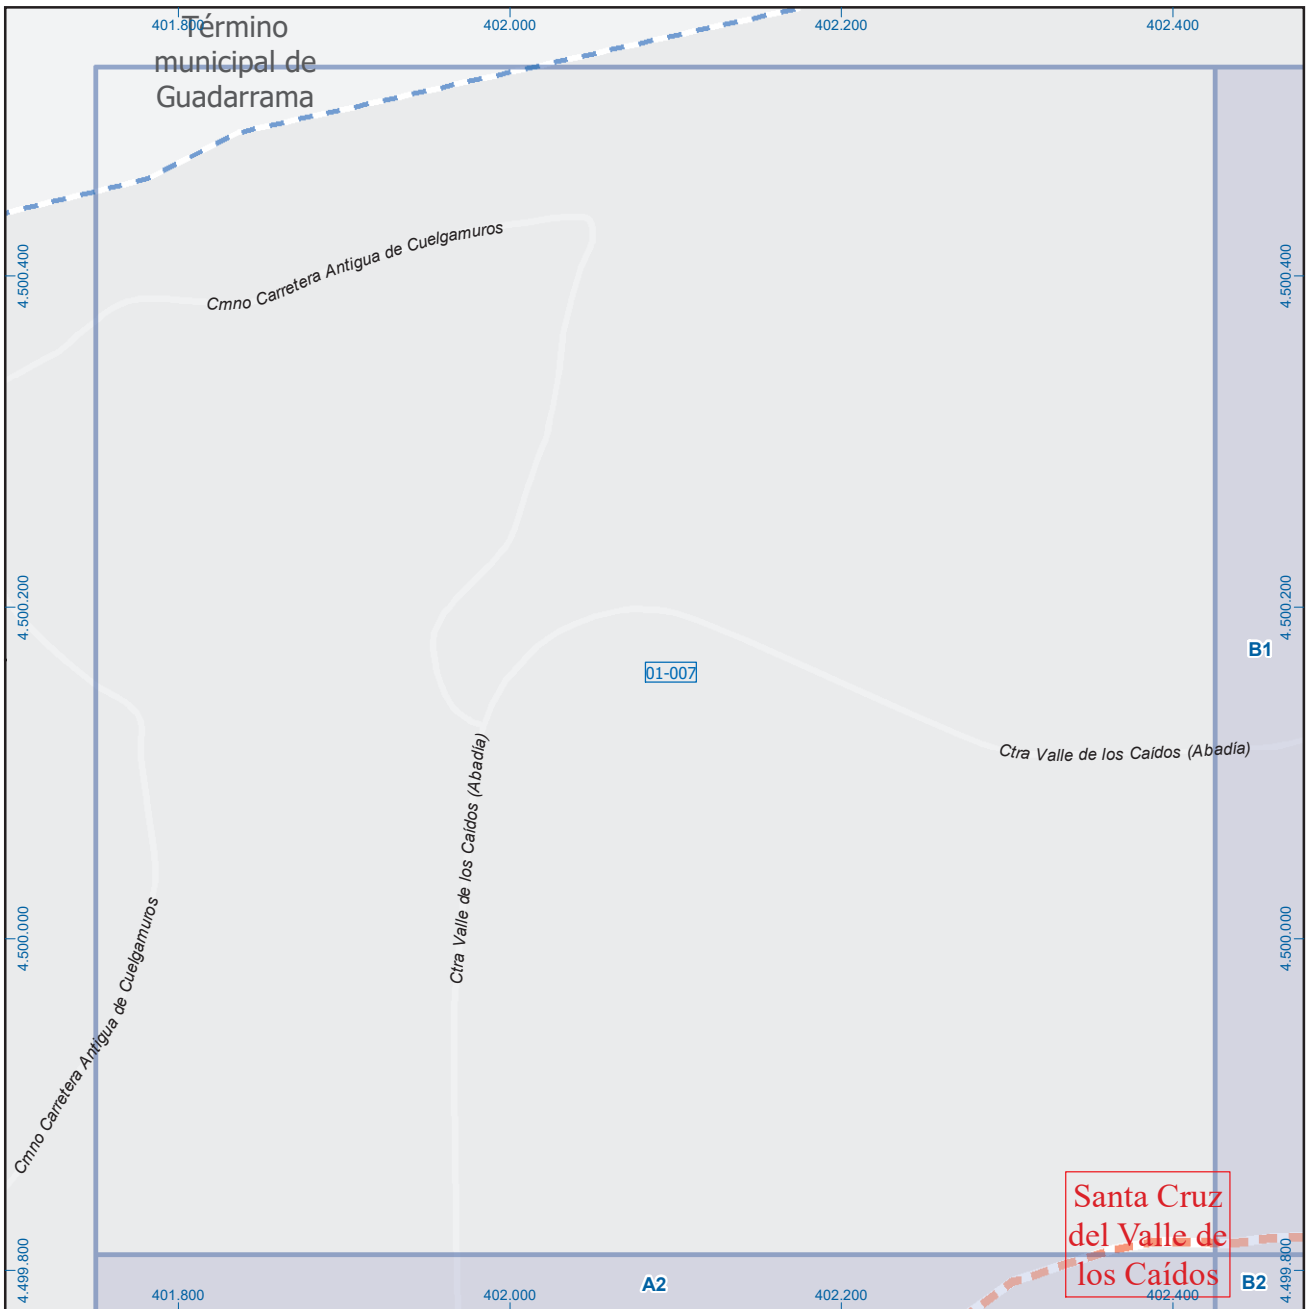 401.800
402.000
402.200
402.400
Término
municipal de
Guadarrama
4.500.400
4.500.400
Cmno Carretera Antigua de Cuelgamuros
4.500.200
4.500.200
B1
01-007
Ctra Valle de los Caídos (Abadía)
Ctra Valle de los Caídos (Abadía)
4.500.000
4.500.000
Cmno Carretera Antigua de Cuelgamuros
Santa Cruz
del Valle de
los Caídos
4.499.800
4.499.800
A2
B2
401.800
402.000
402.200
402.400